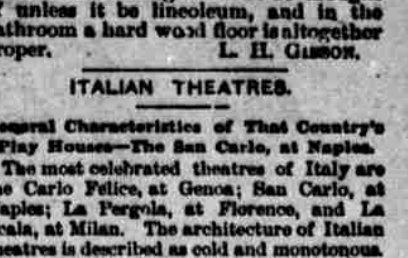 unless it be lincoleum, and in the
athroom a hard wood floor is altogether
roper. L. H. GIBSON.
ITALIAN THEATRES.
eneral Characteristics of That Country's
Play Houses—The San Carlo, at Naples.
The most celebrated theatres of Italy are
he Carlo Felice, at Genoa; San Carlo, at
aples; La Pergola, at Florence, and La
cala, at Milan. The architecture of Italian
heatres is described as cold and monotonous